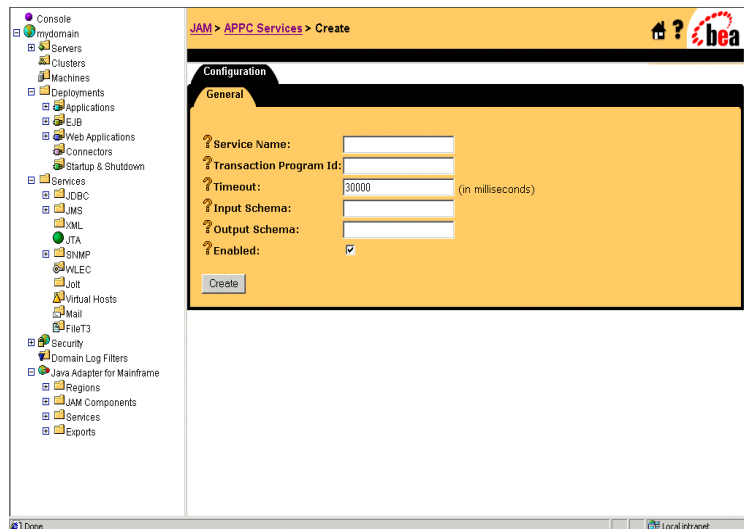 Console
mydomain
Servers
Clusters
Machines
Deployments
Applications
EJB
Web Applications
Connectors
Startup & Shutdown
Services
JDBC
JMS
XML
JTA
SNMP
WLEC
Jolt
Virtual Hosts
Mail
FileT3
Security
Domain Log Filters
Java Adapter for Mainframe
Regions
JAM Components
Services
Exports
JAM > APPC Services > Create
? bea
Configuration
General
? Service Name:
? Transaction Program Id:
? Timeout: 30000 (in milliseconds)
? Input Schema:
? Output Schema:
? Enabled:
Create
Done
Local intranet